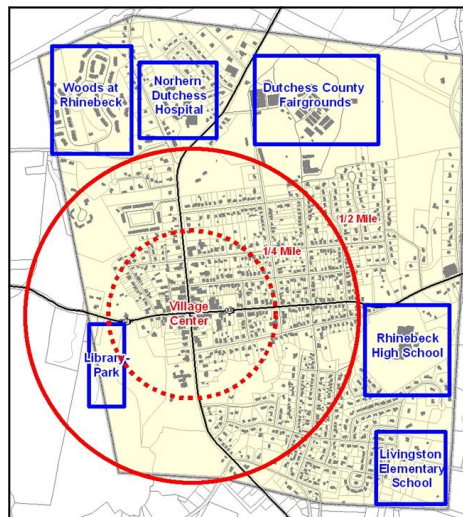 Woods at
Rhinebeck
Norhern
Dutchess
Hospital
Dutchess County
Fairgrounds
1/2 Mile
1/4 Mile
Village
Center
Library-
Park
Rhinebeck
High School
Livingston
Elementary
School